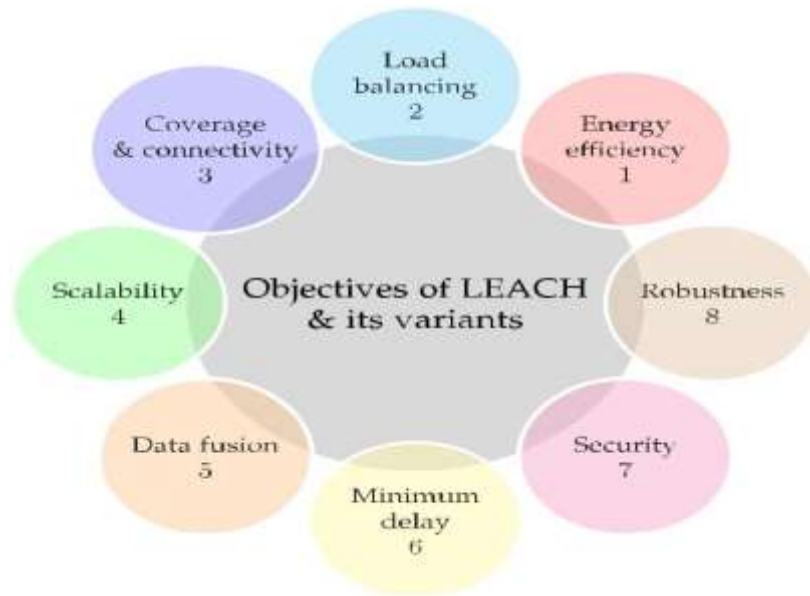 Load
balancing
2
Energy
efficiency
1
Coverage
& connectivity
3
Objectives of LEACH
& its variants
Scalability
4
Robustness
8
Data fusion
5
Security
7
Minimum
delay
6